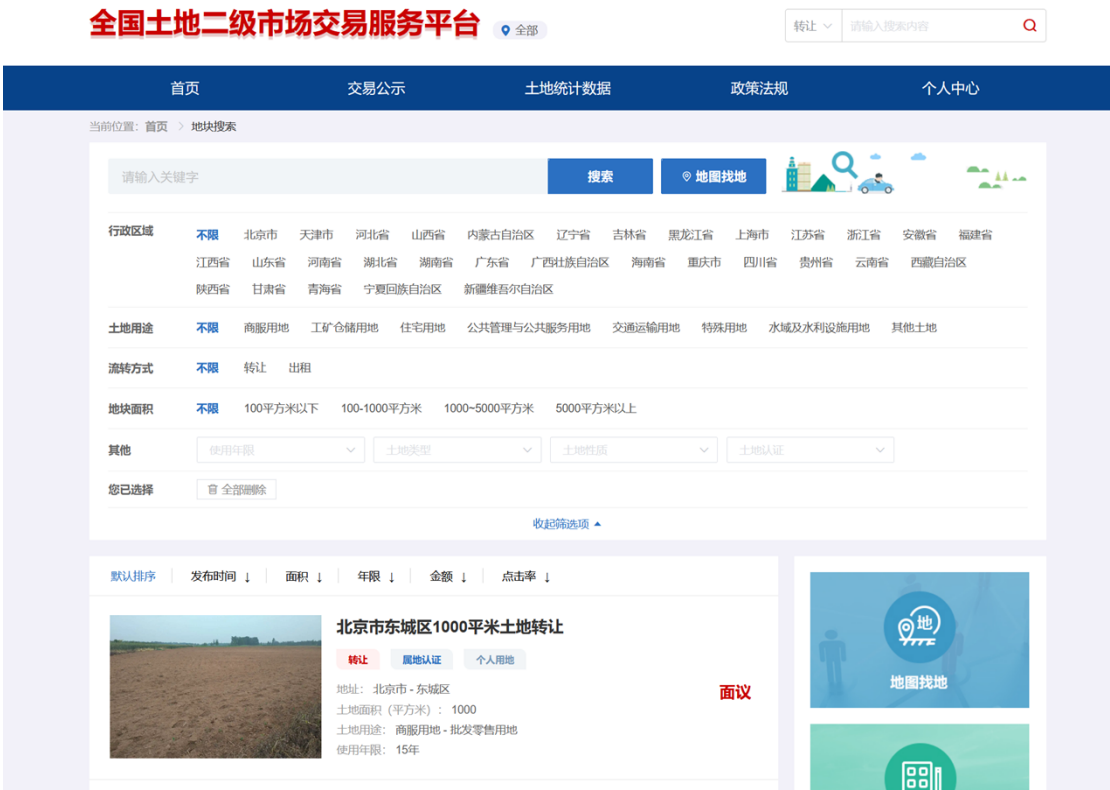 全国土地二级市场交易服务平台 全部 转让 请输入搜索内容
首页 交易公示 土地统计数据 政策法规 个人中心
当前位置: 首页 > 地块搜索
请输入关键字 搜索 地图找地
行政区域 不限 北京市 天津市 河北省 山西省 内蒙古自治区 辽宁省 吉林省 黑龙江省 上海市 江苏省 浙江省 安徽省 福建省
江西省 山东省 河南省 湖北省 湖南省 广东省 广西壮族自治区 海南省 重庆市 四川省 贵州省 云南省 西藏自治区
陕西省 甘肃省 青海省 宁夏回族自治区 新疆维吾尔自治区
土地用途 不限 商服用地 工矿仓储用地 住宅用地 公共管理与公共服务用地 交通运输用地 特殊用地 水域及水利设施用地 其他土地
流转方式 不限 转让 出租
地块面积 不限 100平方米以下 100-1000平方米 1000~5000平方米 5000平方米以上
其他 使用年限 土地类型 土地性质 土地认证
您已选择 全部删除
收起筛选项
默认排序 发布时间 ↓ 面积 ↓ 年限 ↓ 金额 ↓ 点击率 ↓
北京市东城区1000平米土地转让
转让 属地认证 个人用地
地址: 北京市 - 东城区
土地面积（平方米）: 1000
土地用途: 商服用地 - 批发零售用地
使用年限: 15年
面议
地
地图找地